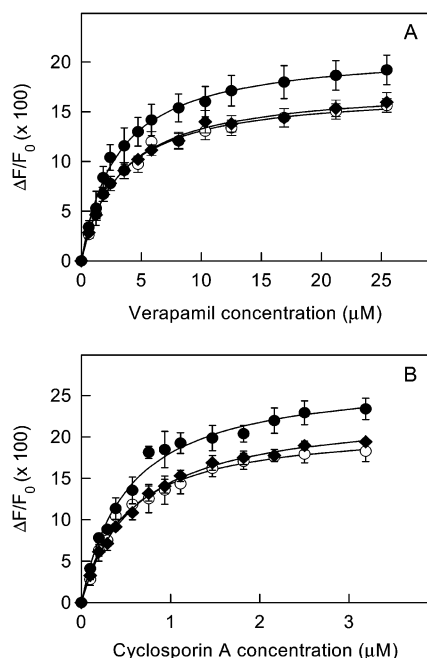 A
20
15
10
5
0
ΔF/F0 (x 100)
0 5 10 15 20 25
Verapamil concentration (μM)
B
25
20
15
10
5
0
ΔF/F0 (x 100)
0 1 2 3
Cyclosporin A concentration (μM)